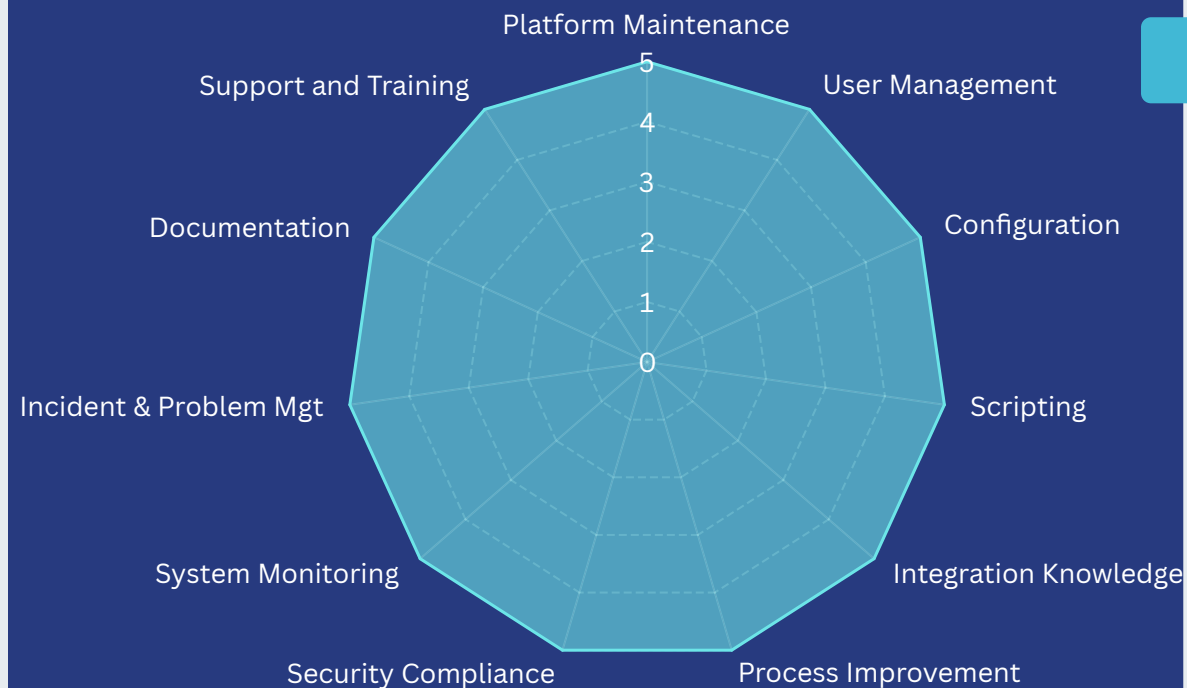 Platform Maintenance
5
Support and Training
User Management
4
3
Documentation
Configuration
2
1
0
Incident & Problem Mgt
Scripting
System Monitoring
Integration Knowledge
Security Compliance
Process Improvement